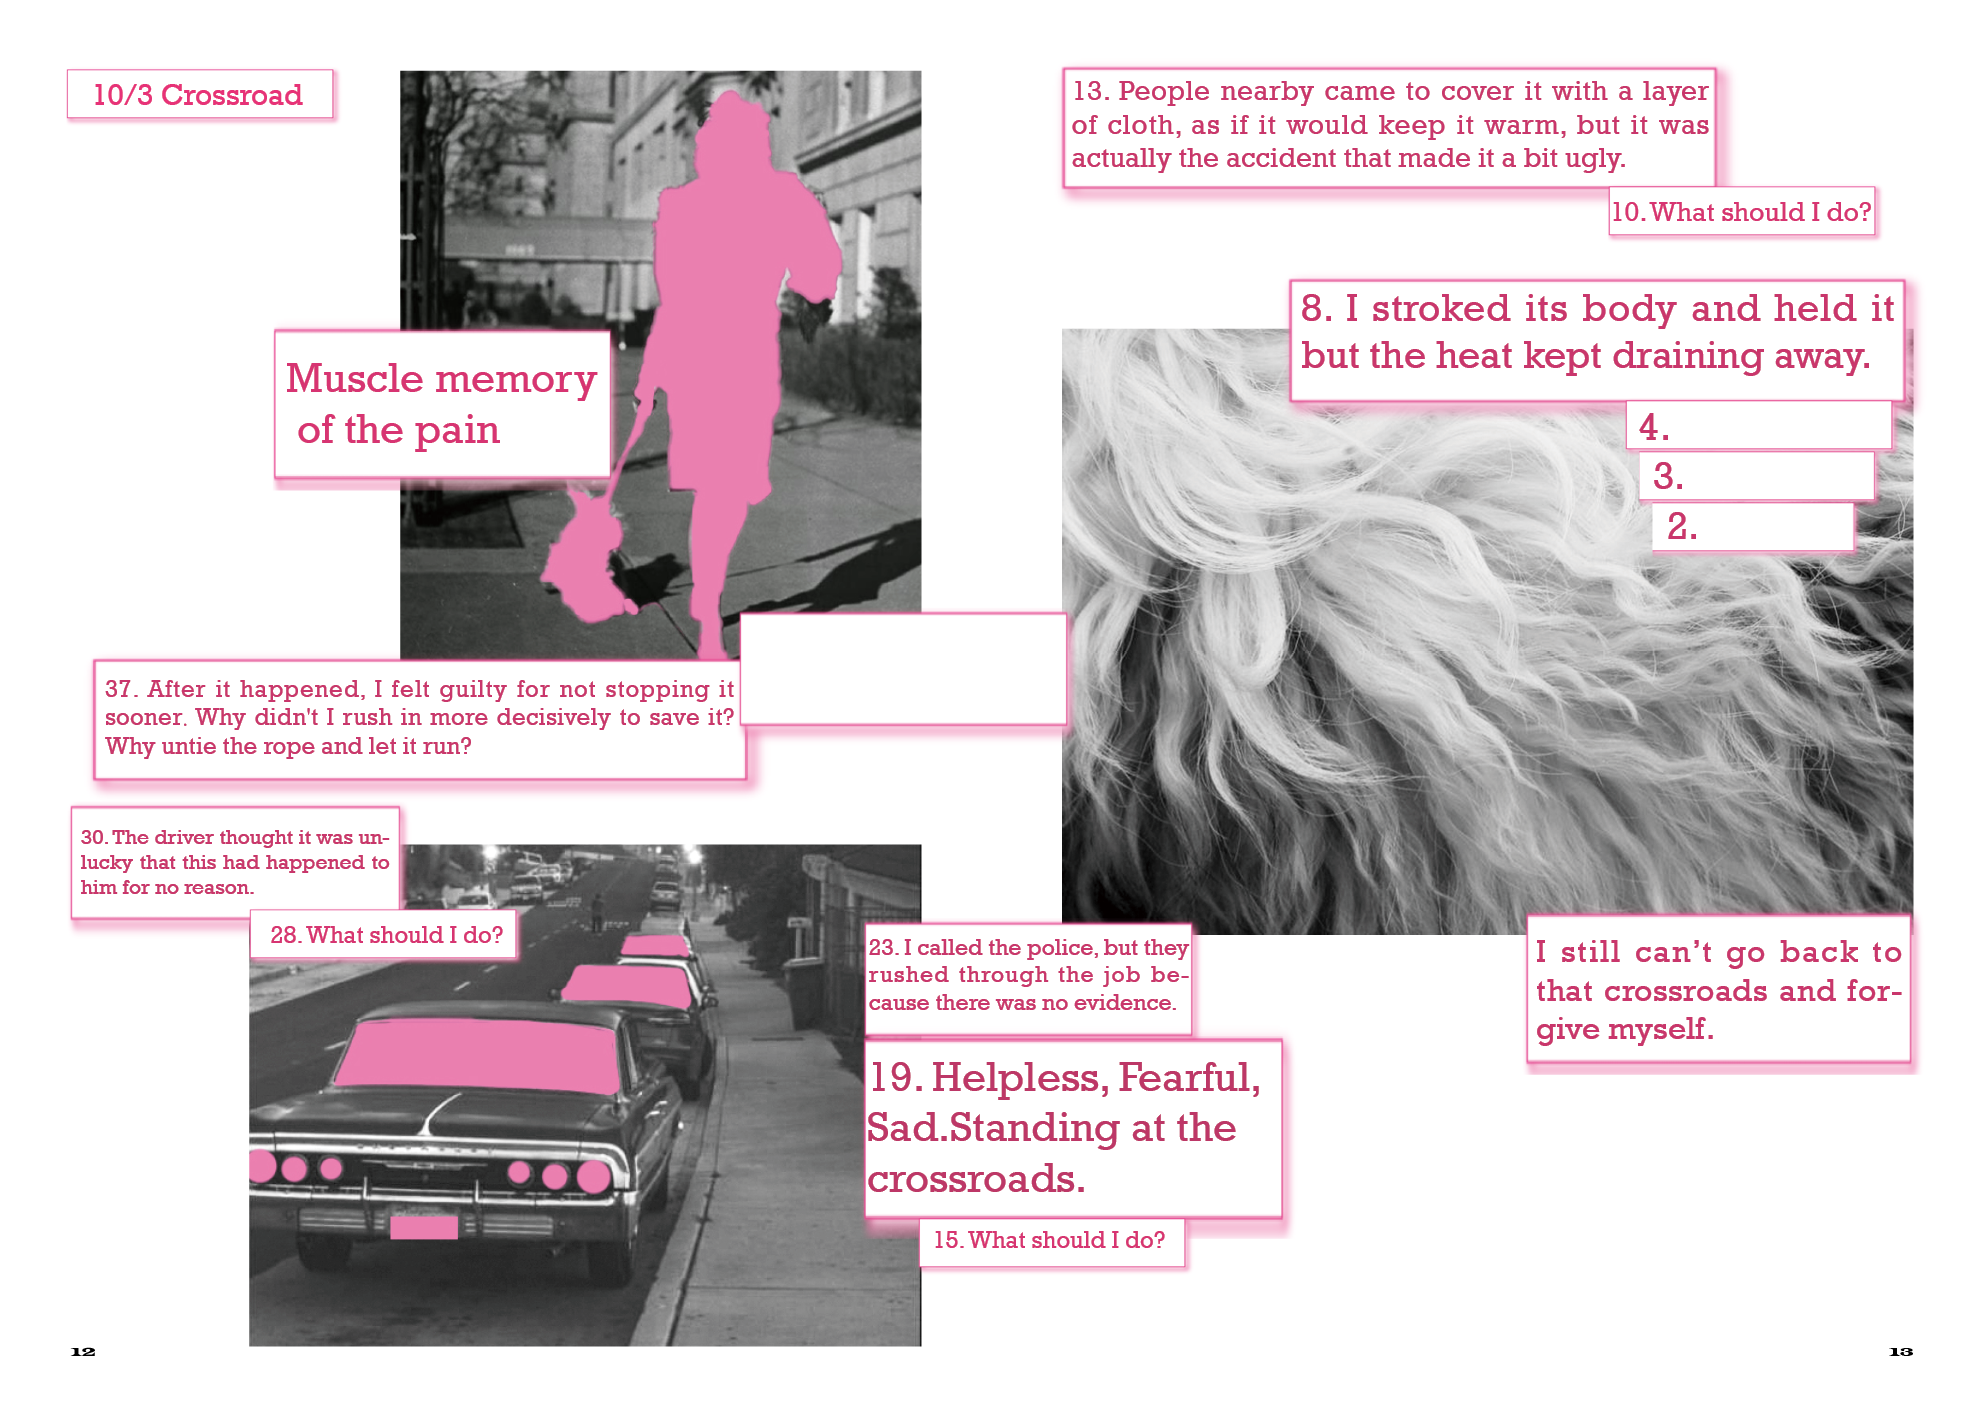 10/3 Crossroad
Muscle memory
of the pain
37. After it happened, I felt guilty for not stopping it
sooner. Why didn't I rush in more decisively to save it?
Why untie the rope and let it run?
30. The driver thought it was un-
lucky that this had happened to
him for no reason.
28. What should I do?
23. I called the police, but they
rushed through the job be-
cause there was no evidence.
19. Helpless, Fearful,
Sad.Standing at the
crossroads.
15. What should I do?
12
13. People nearby came to cover it with a layer
of cloth, as if it would keep it warm, but it was
actually the accident that made it a bit ugly.
10. What should I do?
8. I stroked its body and held it
but the heat kept draining away.
4.
3.
2.
I still can’t go back to
that crossroads and for-
give myself.
13